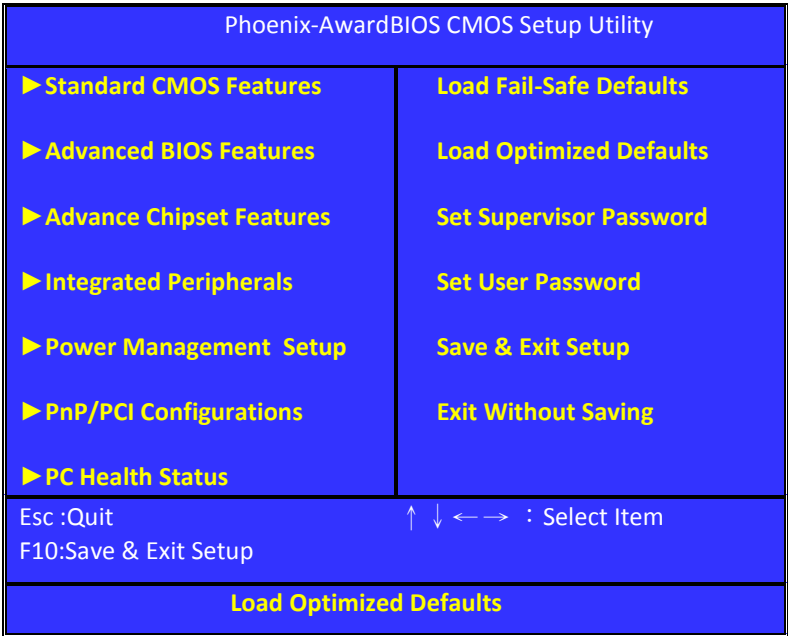 Phoenix-AwardBIOS CMOS Setup Utility
►Standard CMOS Features
►Advanced BIOS Features
►Advance Chipset Features
►Integrated Peripherals
►Power Management  Setup
►PnP/PCI Configurations
►PC Health Status
Load Fail-Safe Defaults
Load Optimized Defaults
Set Supervisor Password
Set User Password
Save & Exit Setup
Exit Without Saving
Esc :Quit
↑ ↓ ← → : Select Item
F10:Save & Exit Setup
Load Optimized Defaults